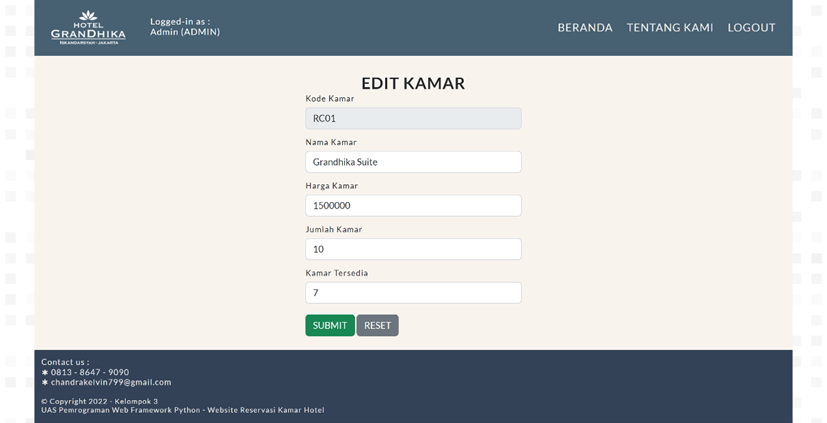 HOTEL
GRANDHIKA
ISKANDARSYAH - JAKARTA
Logged-in as :
Admin (ADMIN)
BERANDA TENTANG KAMI LOGOUT
EDIT KAMAR
Kode Kamar
RC01
Nama Kamar
Grandhika Suite
Harga Kamar
1500000
Jumlah Kamar
10
Kamar Tersedia
7
SUBMIT RESET
Contact us :
✱ 0813 - 8647 - 9090
✱ chandrakelvin799@gmail.com
© Copyright 2022 - Kelompok 3
UAS Pemrograman Web Framework Python - Website Reservasi Kamar Hotel